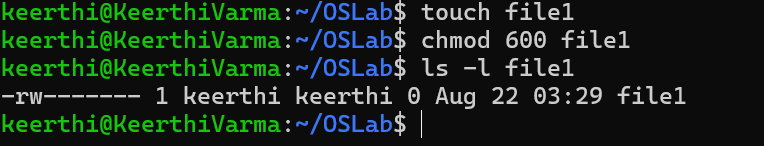 keerthi@KeerthiVarma:~/OSLab$ touch file1
keerthi@KeerthiVarma:~/OSLab$ chmod 600 file1
keerthi@KeerthiVarma:~/OSLab$ ls -l file1
-rw------- 1 keerthi keerthi 0 Aug 22 03:29 file1
keerthi@KeerthiVarma:~/OSLab$